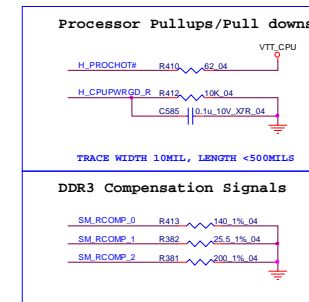 Processor Pullups/Pull downs
VTT_CPU
H_PROCHOT# R410 62_04
H_CPUPWRGD_R R412 10K_04
C585 0.1u_10V_X7R_04
TRACE WIDTH 10MIL, LENGTH <500MILS
DDR3 Compensation Signals
SM_RCOMP_0 R413 140_1%_04
SM_RCOMP_1 R382 25.5_1%_04
SM_RCOMP_2 R381 200_1%_04